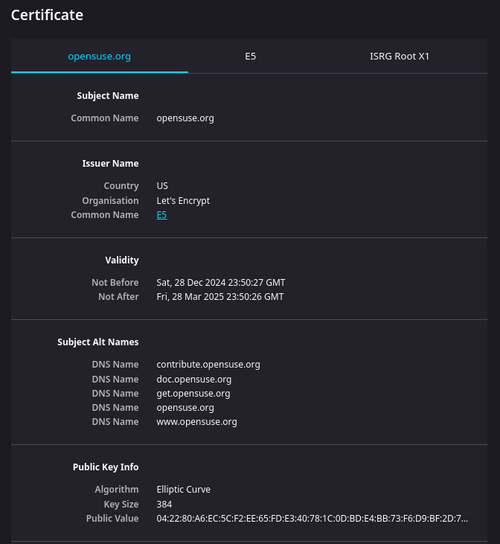 Certificate
opensuse.org E5 ISRG Root X1
Subject Name
Common Name opensuse.org
Issuer Name
Country US
Organisation Let's Encrypt
Common Name E5
Validity
Not Before Sat, 28 Dec 2024 23:50:27 GMT
Not After Fri, 28 Mar 2025 23:50:26 GMT
Subject Alt Names
DNS Name contribute.opensuse.org
DNS Name doc.opensuse.org
DNS Name get.opensuse.org
DNS Name opensuse.org
DNS Name www.opensuse.org
Public Key Info
Algorithm Elliptic Curve
Key Size 384
Public Value 04:22:80:A6:EC:5C:F2:EE:65:FD:E3:40:78:1C:0D:BD:E4:BB:73:F6:D9:BF:2D:7...